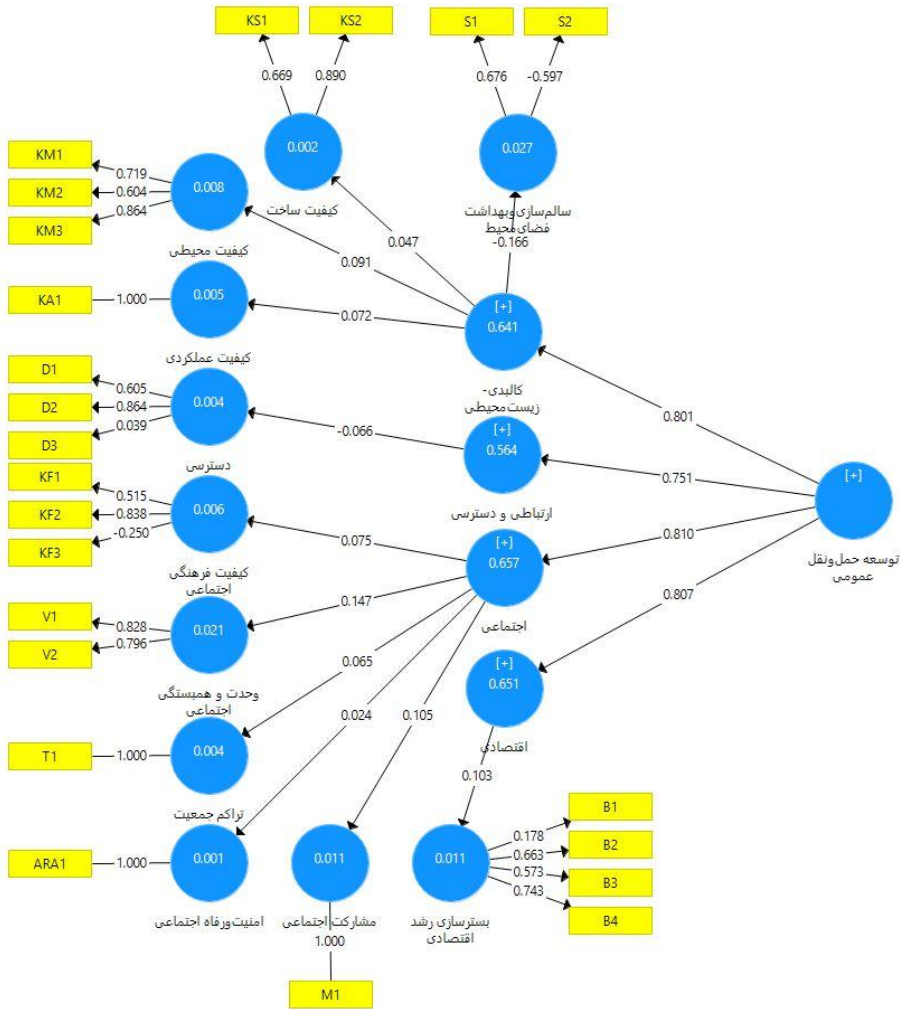 KS1
KS2
S1
S2
0.669
0.890
0.676
-0.597
0.002
0.027
کیفیت ساخت
سالم‌سازی‌وبهداشت
فضای‌محیط
-0.166
KM1
KM2
KM3
0.719
0.604
0.864
0.008
کیفیت محیطی
0.047
0.091
KA1
1.000
0.005
0.072
کیفیت عملکردی
[+]
0.641
کالبدی-
زیست‌محیطی
0.801
D1
D2
D3
0.605
0.864
0.039
0.004
-0.066
دسترسی
[+]
0.564
ارتباطی و دسترسی
0.751
[+]
توسعه حمل‌ونقل
عمومی
KF1
KF2
KF3
0.515
0.838
-0.250
0.006
0.075
کیفیت فرهنگی
اجتماعی
[+]
0.657
اجتماعی
0.810
0.807
V1
V2
0.828
0.796
0.021
0.147
وحدت و همبستگی
اجتماعی
[+]
0.651
اقتصادی
T1
1.000
0.004
0.065
تراکم جمعیت
0.024
0.105
0.103
ARA1
1.000
0.001
امنیت‌ورفاه اجتماعی
0.011
مشارکت اجتماعی
1.000
M1
0.011
بسترسازی رشد
اقتصادی
0.178
0.663
0.573
0.743
B1
B2
B3
B4